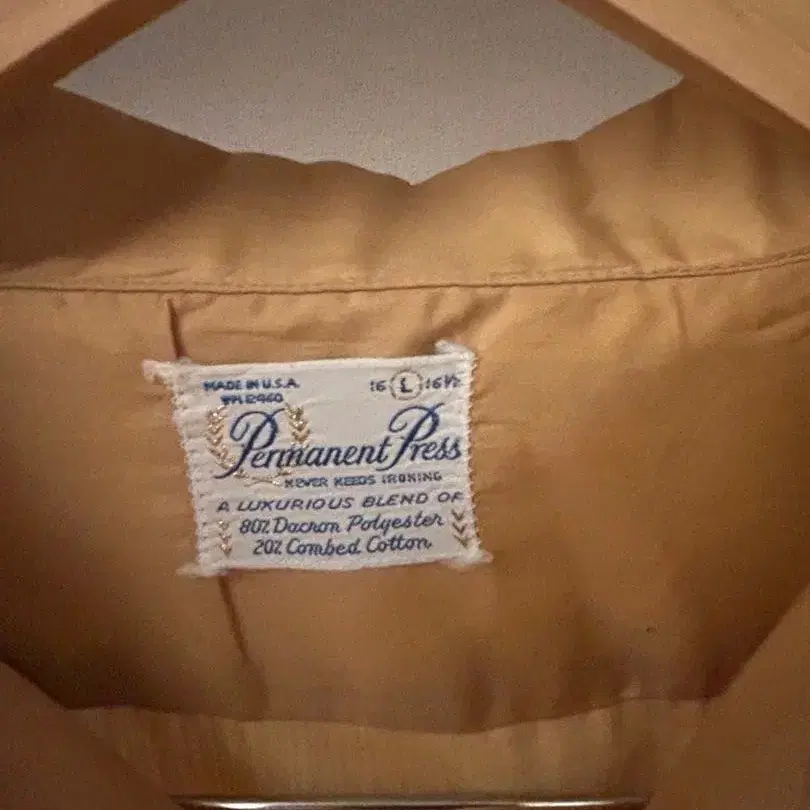 MADE IN U.S.A. 16 L 16½
WPL 12460
Permanent Press
NEVER NEEDS IRONING
A LUXURIOUS BLEND OF
80% Dacron Polyester
20% Combed Cotton